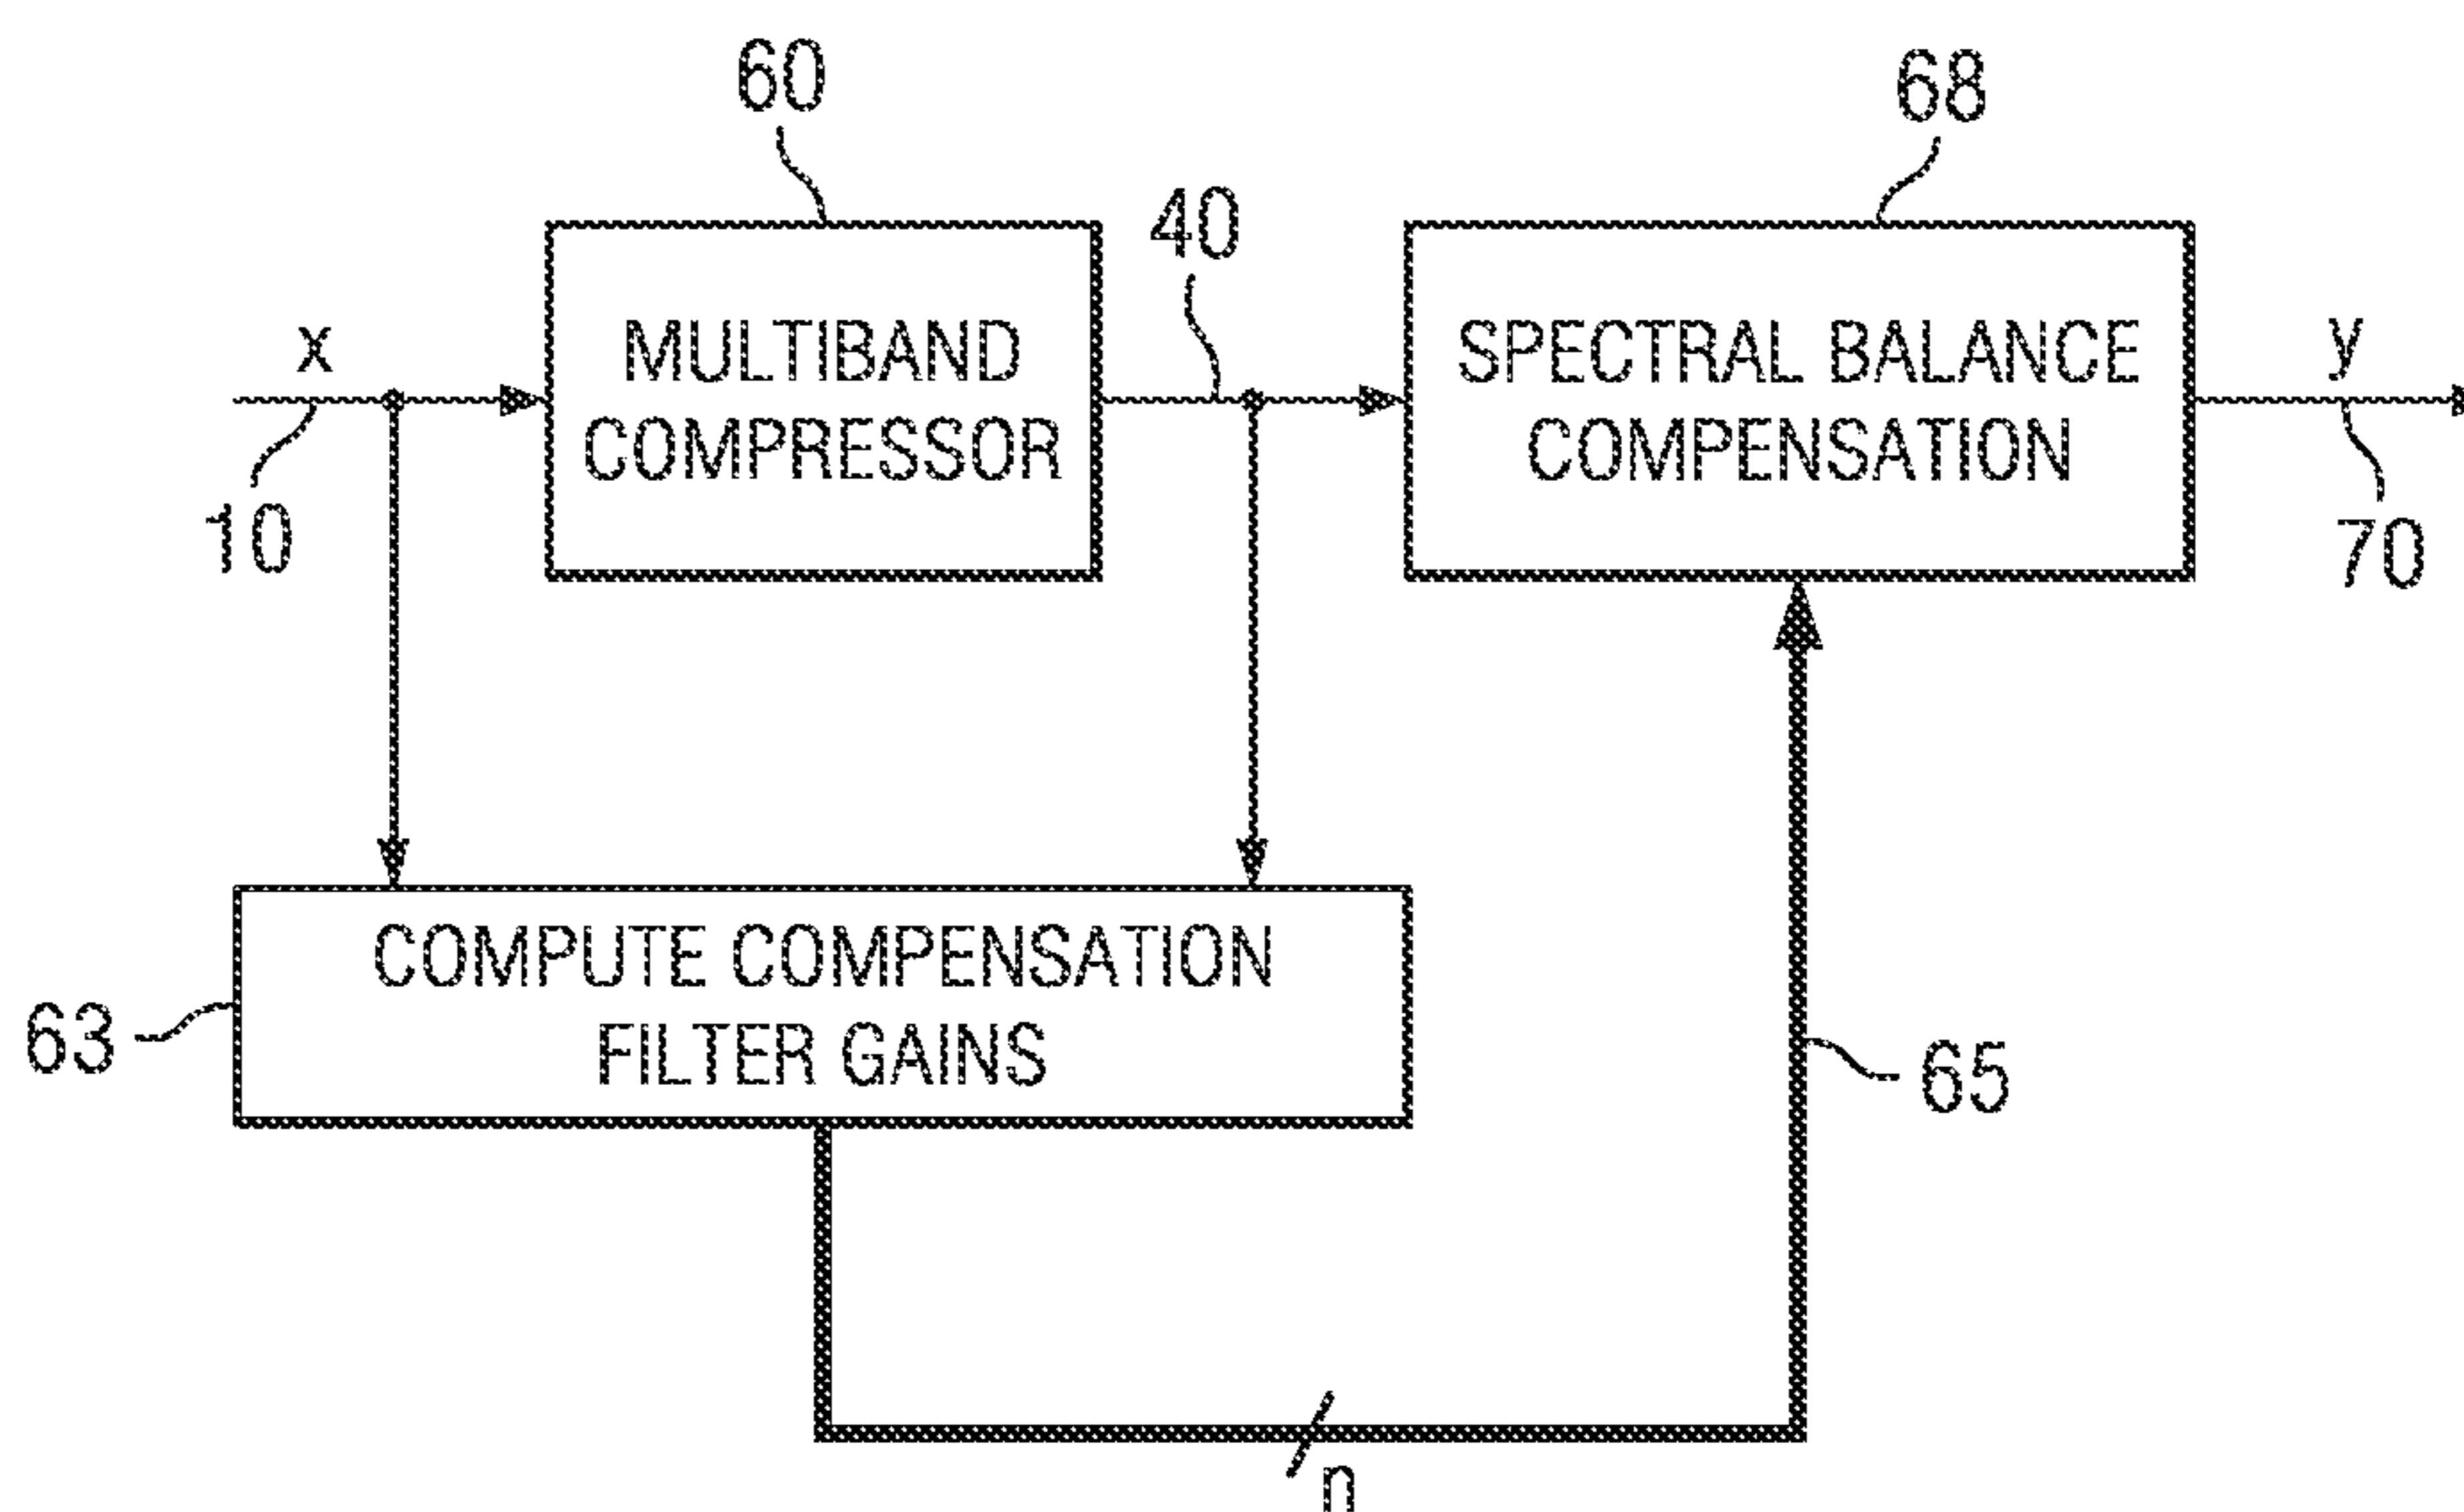 60
68
40
x
MULTIBAND
COMPRESSOR
SPECTRAL BALANCE
COMPENSATION
y
10
70
COMPUTE COMPENSATION
FILTER GAINS
63
65
n